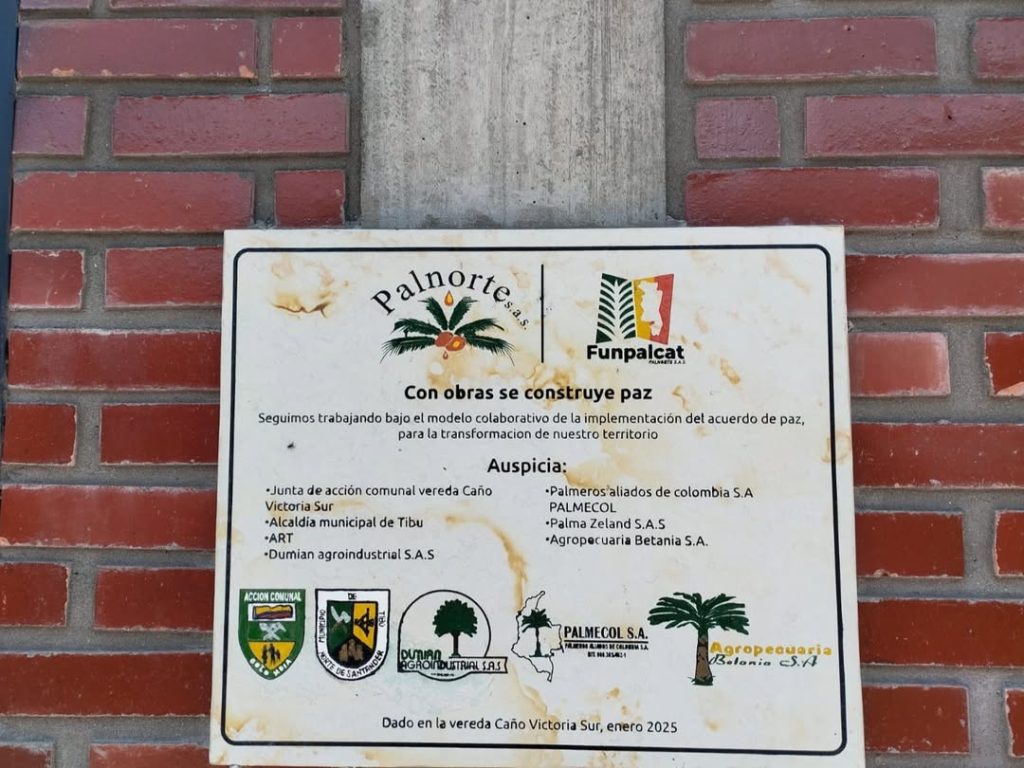 Palnorte s.a.s.
Funpalcat
PALNORTE S.A.S
Con obras se construye paz
Seguimos trabajando bajo el modelo colaborativo de la implementación del acuerdo de paz,
para la transformacion de nuestro territorio
Auspicia:
•Junta de acción comunal vereda Caño
Victoria Sur
•Alcaldía municipal de Tibu
•ART
•Dumian agroindustrial S.A.S
•Palmeros aliados de colombia S.A
PALMECOL
•Palma Zeland S.A.S
•Agropecuaria Betania S.A.
ACCION COMUNAL
MUNICIPIO DE TIBU
NORTE DE SANTANDER
DUMIAN
AGROINDUSTRIAL S.A.S
PALMECOL S.A.
PALMEROS ALIADOS DE COLOMBIA S.A.
Agropecuaria
Betania S.A
Dado en la vereda Caño Victoria Sur, enero 2025